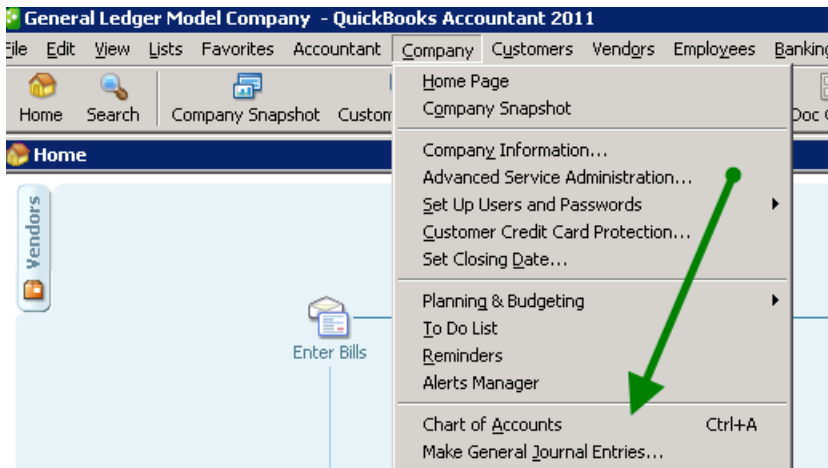 General Ledger Model Company - QuickBooks Accountant 2011
File Edit View Lists Favorites Accountant Company Customers Vendors Employees
Home Search Company Snapshot
Home
Vendors
Enter Bills
Home Page
Company Snapshot
Company Information...
Advanced Service Administration...
Set Up Users and Passwords
Customer Credit Card Protection...
Set Closing Date...
Planning & Budgeting
To Do List
Reminders
Alerts Manager
Chart of Accounts Ctrl+A
Make General Journal Entries...